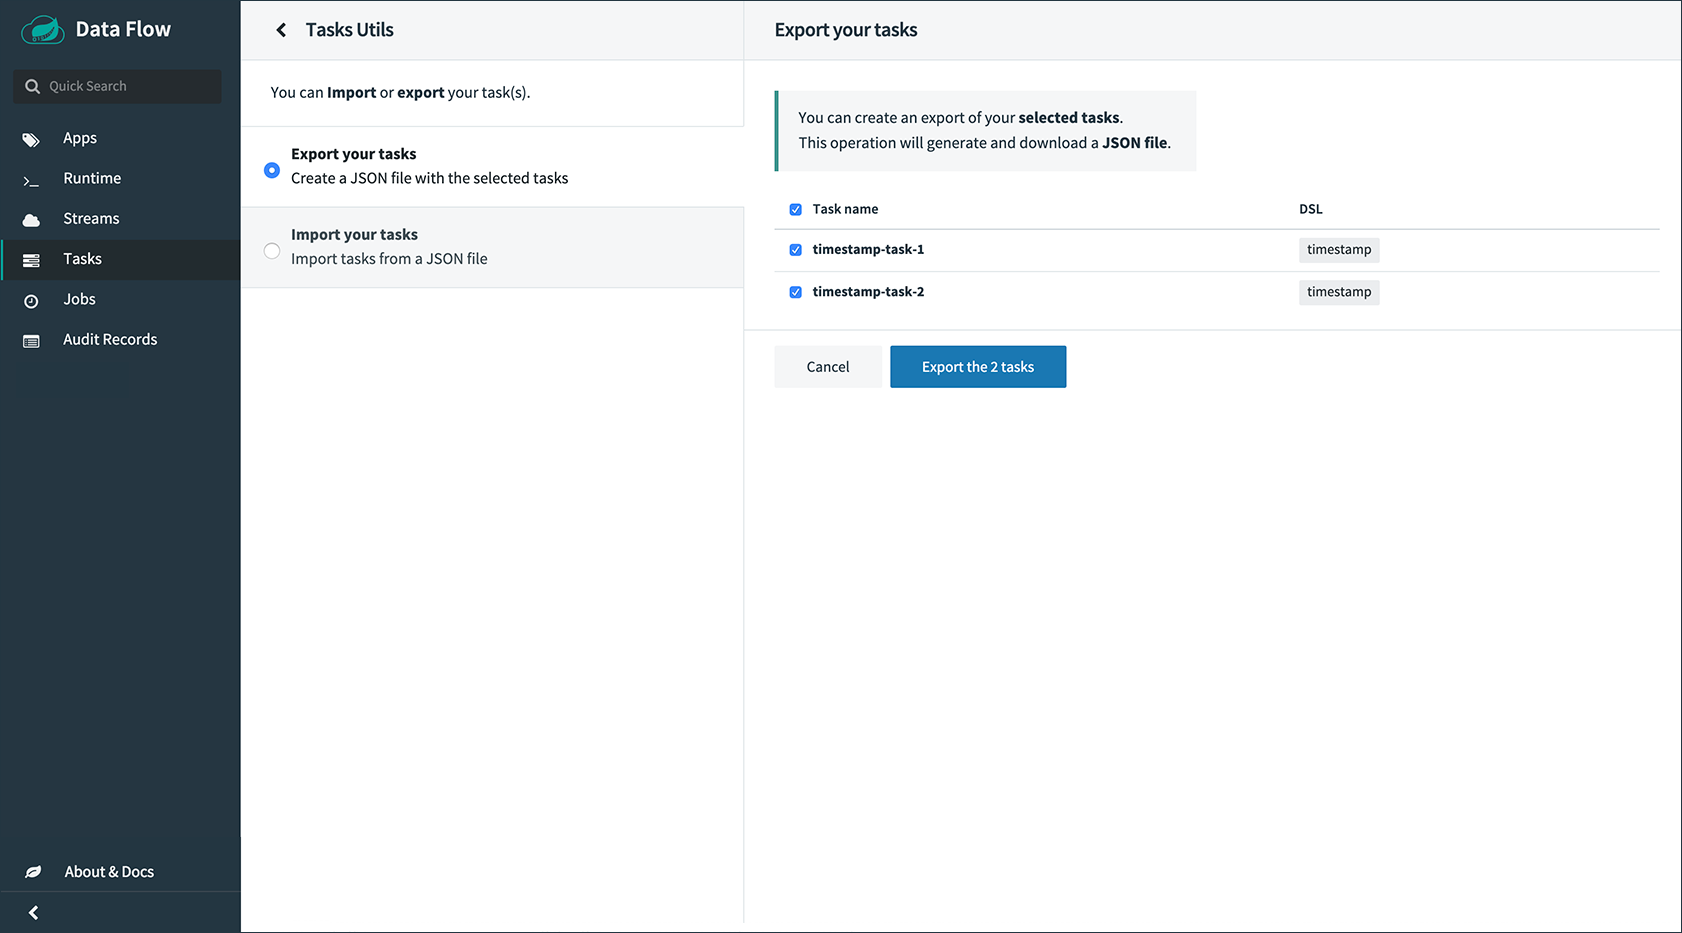 Data Flow
Quick Search
Apps
Runtime
Streams
Tasks
Jobs
Audit Records
About & Docs
Tasks Utils
You can Import or export your task(s).
Export your tasks
Create a JSON file with the selected tasks
Import your tasks
Import tasks from a JSON file
Export your tasks
You can create an export of your selected tasks.
This operation will generate and download a JSON file.
Task name DSL
timestamp-task-1 timestamp
timestamp-task-2 timestamp
Cancel Export the 2 tasks